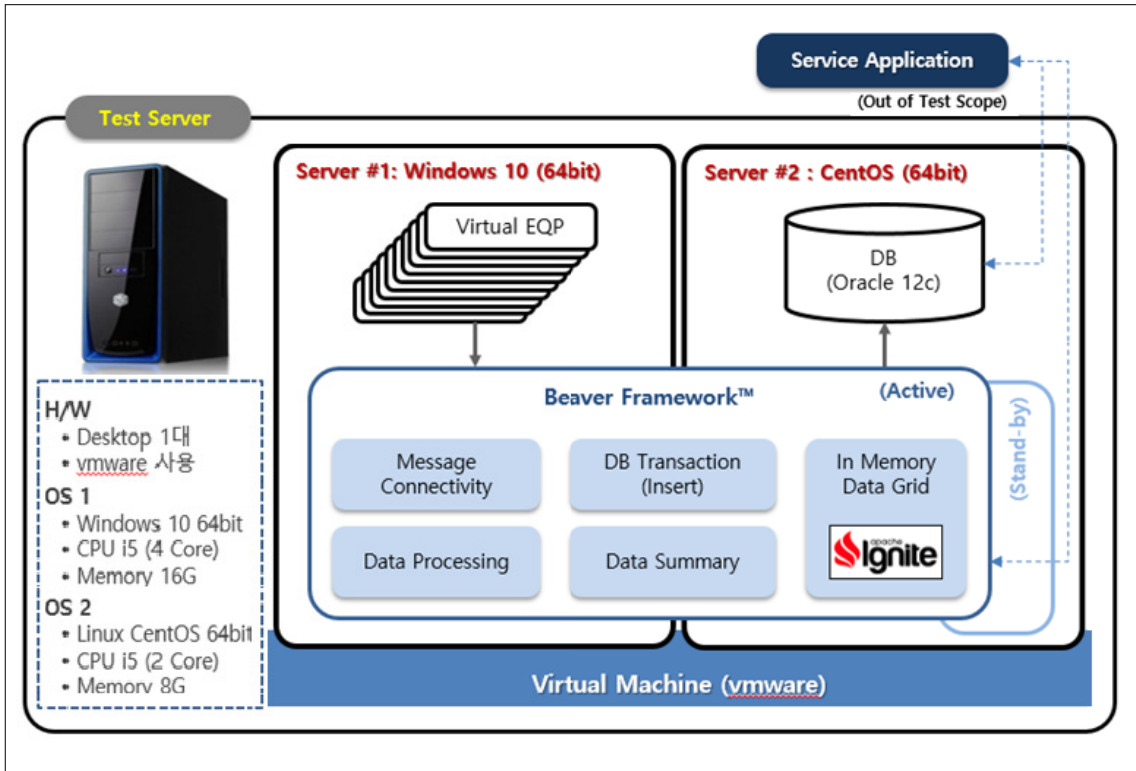 Service Application
(Out of Test Scope)
Test Server
Server #1: Windows 10 (64bit)
Server #2 : CentOS (64bit)
Virtual EQP
DB
(Oracle 12c)
Beaver Framework™
(Active)
(Stand-by)
Message
Connectivity
DB Transaction
(Insert)
In Memory
Data Grid
Data Processing
Data Summary
apache
Ignite
H/W
• Desktop 1대
• vmware 사용
OS 1
• Windows 10 64bit
• CPU i5 (4 Core)
• Memory 16G
OS 2
• Linux CentOS 64bit
• CPU i5 (2 Core)
• Memory 8G
Virtual Machine (vmware)